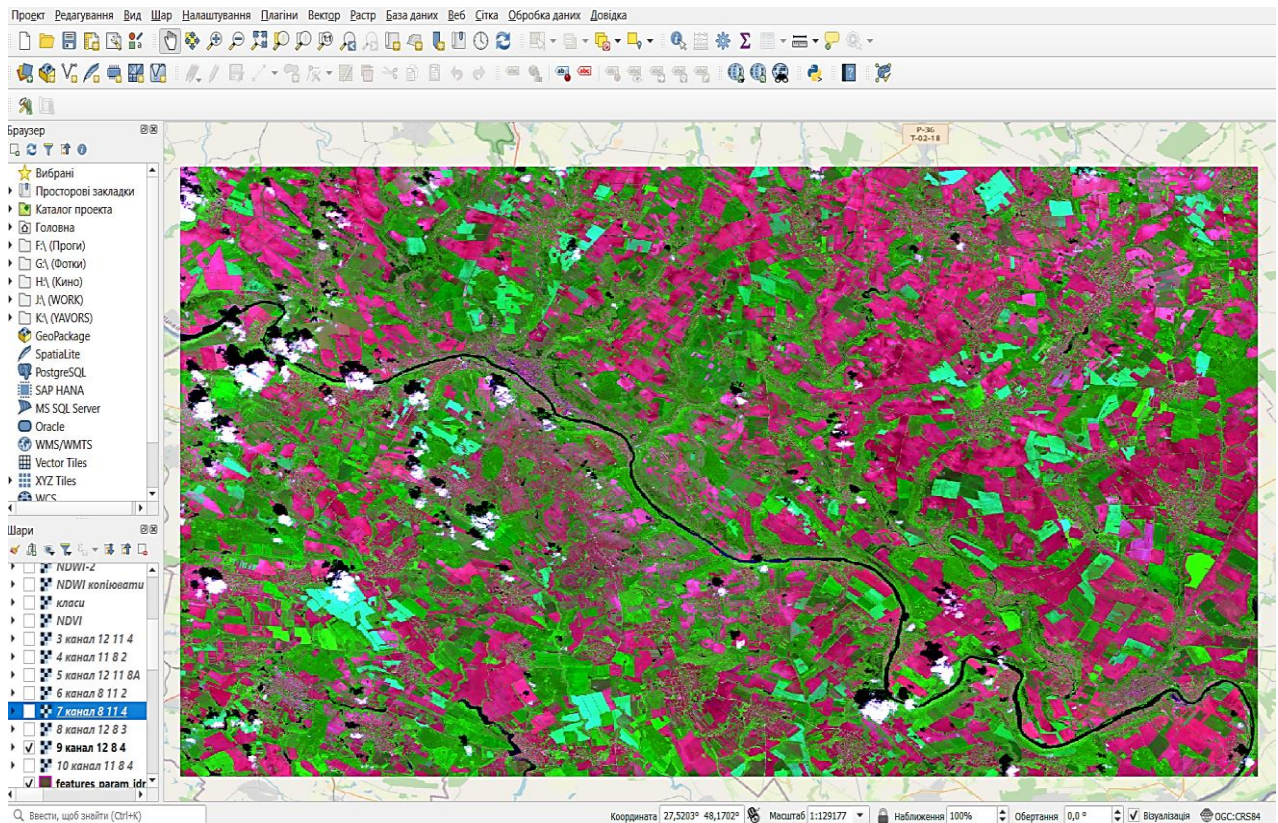 Проект Редагування Вид Шар Налаштування Плагіни Вектор Растр База даних Веб Сітка Обробка даних Довідка
Браузер
Вибрані
Просторові закладки
Каталог проекта
Головна
F:\ (Проги)
G:\ (Фотки)
H:\ (Кино)
J:\ (WORK)
K:\ (YAVORS)
GeoPackage
SpatiaLite
PostgreSQL
SAP HANA
MS SQL Server
Oracle
WMS/WMTS
Vector Tiles
XYZ Tiles
WCS
Р-36
Т-02-18
Шари
NDWI-2
NDWI копіювати
класи
NDVI
3 канал 12 11 4
4 канал 11 8 2
5 канал 12 11 8А
6 канал 8 11 2
7 канал 8 11 4
8 канал 12 8 3
9 канал 12 8 4
10 канал 11 8 4
features_param_idr
Ввести, щоб знайти (Ctrl+K)
Координата 27,5203° 48,1702° Масштаб 1:129177 Наближення 100% Обертання 0,0 ° Візуалізація OGC:CRS84